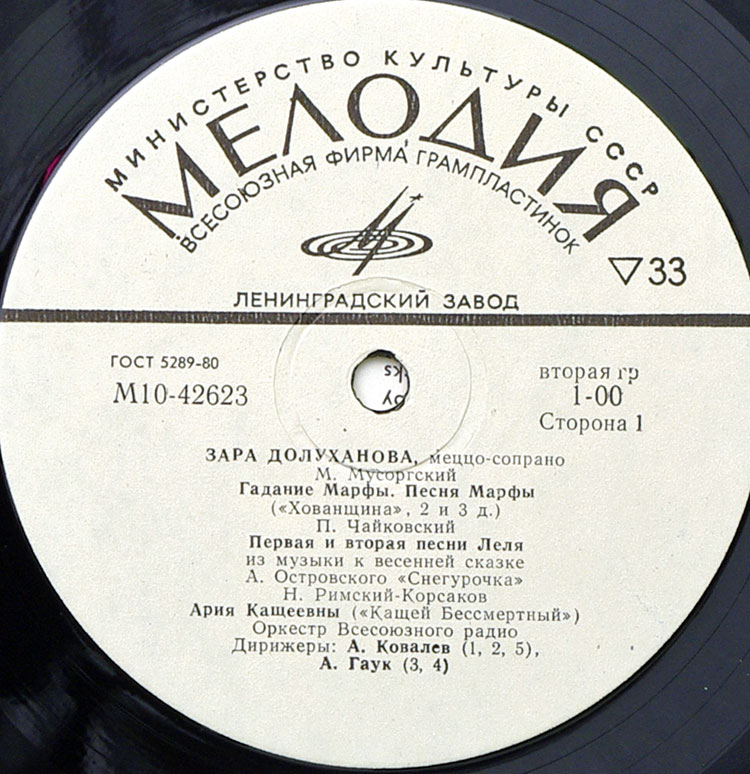 МИНИСТЕРСТВО КУЛЬТУРЫ СССР
МЕЛОДИЯ
ВСЕСОЮЗНАЯ ФИРМА ГРАМПЛАСТИНОК
▽33
ЛЕНИНГРАДСКИЙ ЗАВОД
ГОСТ 5289-80
М10-42623
вторая гр
1-00
Сторона 1
ЗАРА ДОЛУХАНОВА, меццо-сопрано
М. Мусоргский
Гадание Марфы. Песня Марфы
(«Хованщина», 2 и 3 д.)
П. Чайковский
Первая и вторая песни Леля
из музыки к весенней сказке
А. Островского «Снегурочка»
Н. Римский-Корсаков
Ария Кащеевны («Кащей Бессмертный»)
Оркестр Всесоюзного радио
Дирижеры: А. Ковалев (1, 2, 5),
А. Гаук (3, 4)